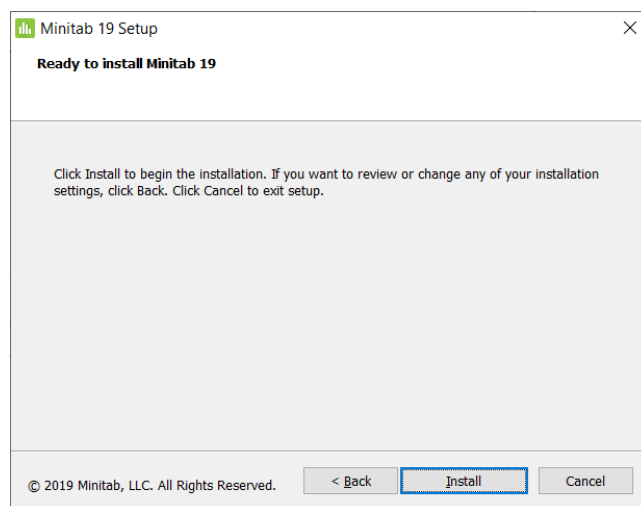 Minitab 19 Setup
Ready to install Minitab 19
Click Install to begin the installation. If you want to review or change any of your installation
settings, click Back. Click Cancel to exit setup.
© 2019 Minitab, LLC. All Rights Reserved.
< Back
Install
Cancel